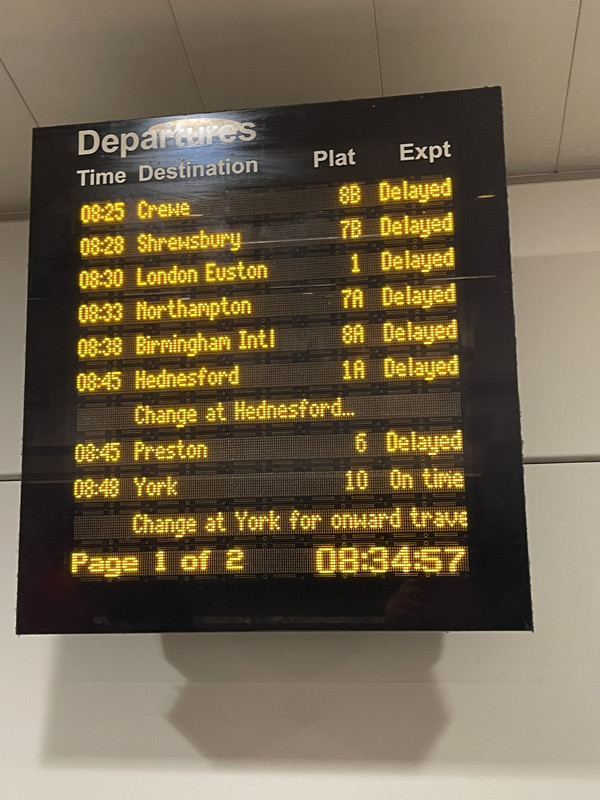 Departures
Time Destination Plat Expt
08:25 Crewe 8B Delayed
08:28 Shrewsbury 7B Delayed
08:30 London Euston 1 Delayed
08:33 Northampton 7A Delayed
08:38 Birmingham Intl 8A Delayed
08:45 Hednesford 1A Delayed
Change at Hednesford...
08:45 Preston 6 Delayed
08:48 York 10 On time
Change at York for onward trave
Page 1 of 2 08:34:57